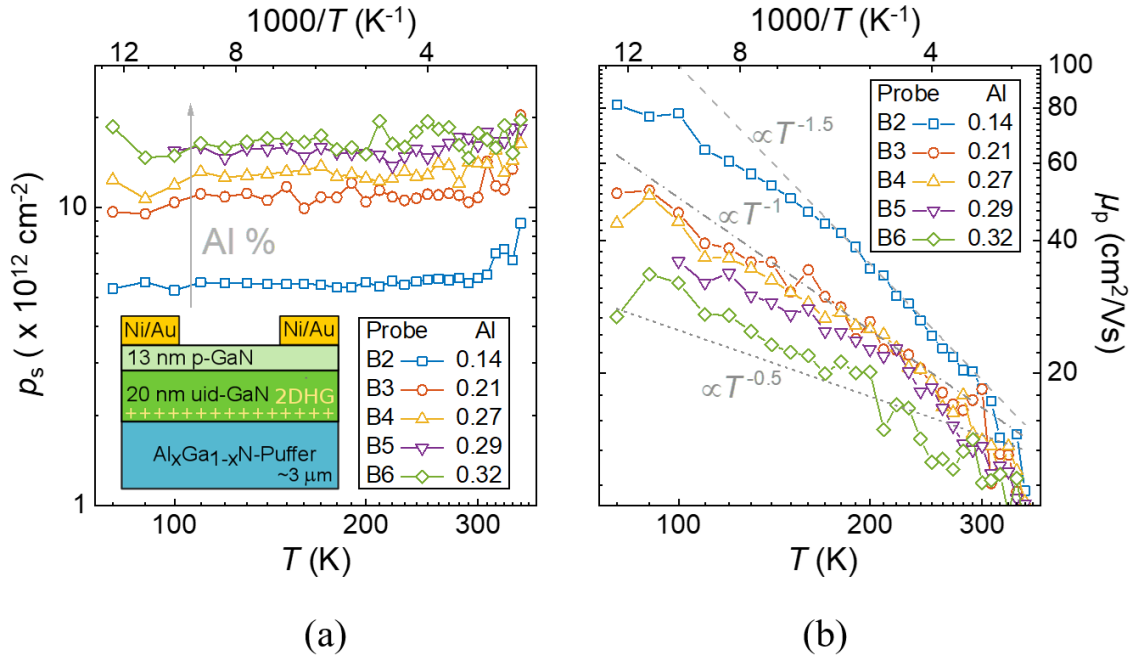 1000/T (K-1)
12 8 4
10
1
ps ( x 10^12 cm-2)
Al %
Ni/Au Ni/Au
13 nm p-GaN
20 nm uid-GaN 2DHG
+++++++++++++++++++
AlxGa1-xN-Puffer
~3 μm
Probe Al
B2 0.14
B3 0.21
B4 0.27
B5 0.29
B6 0.32
100 200 300
T (K)
(a)
1000/T (K-1)
12 8 4
Probe Al
B2 0.14
B3 0.21
B4 0.27
B5 0.29
B6 0.32
∝T-1.5
∝T-1
∝T-0.5
100
80
60
40
20
μp (cm2/Vs)
100 200 300
T (K)
(b)